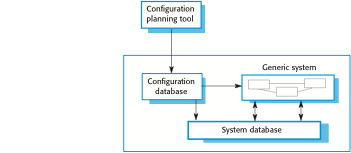 Configuration
planning tool
Generic system
Configuration
database
System database